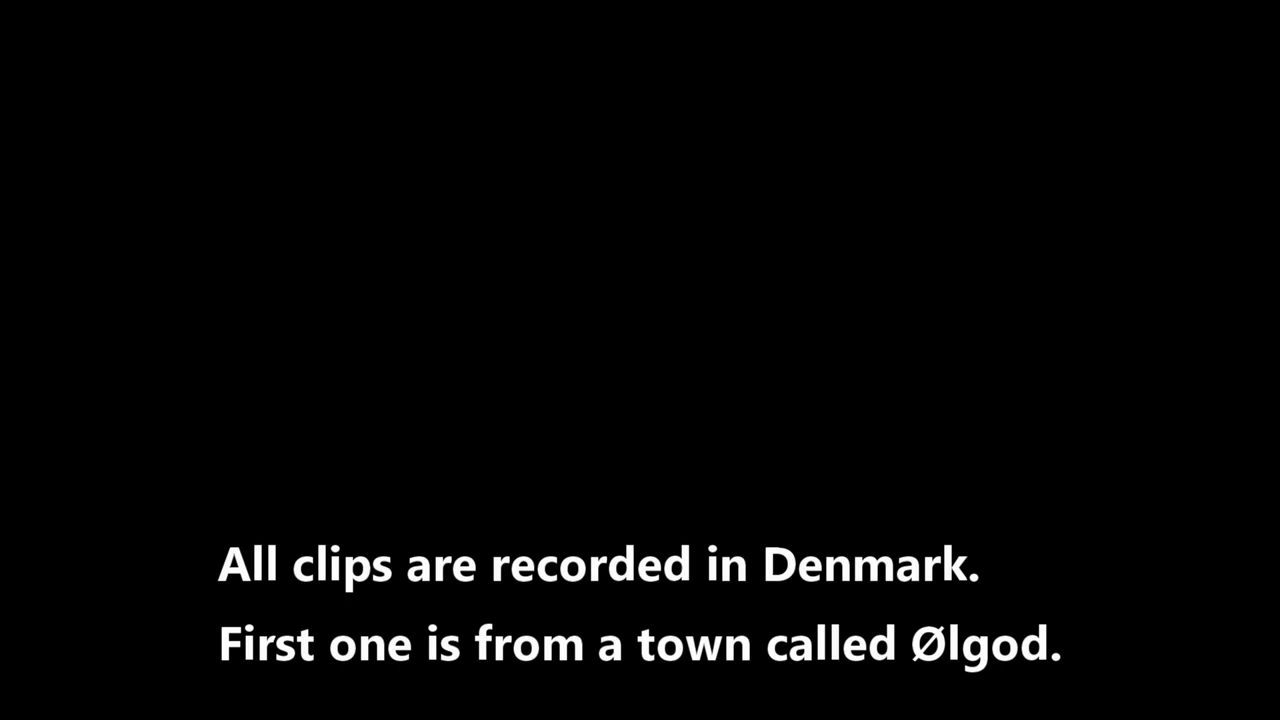 All clips are recorded in Denmark.
First one is from a town called Ølgod.